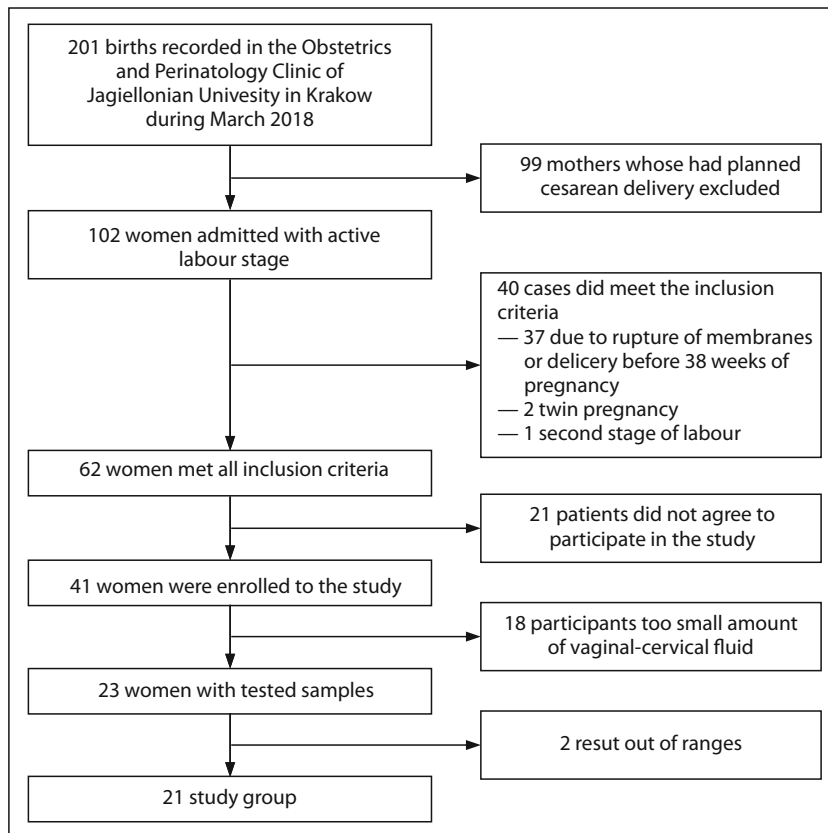 201 births recorded in the Obstetrics
and Perinatology Clinic of
Jagiellonian Univesity in Krakow
during March 2018
99 mothers whose had planned
cesarean delivery excluded
102 women admitted with active
labour stage
40 cases did meet the inclusion
criteria
— 37 due to rupture of membranes
or delicery before 38 weeks of
pregnancy
— 2 twin pregnancy
— 1 second stage of labour
62 women met all inclusion criteria
21 patients did not agree to
participate in the study
41 women were enrolled to the study
18 participants too small amount
of vaginal-cervical fluid
23 women with tested samples
2 resut out of ranges
21 study group